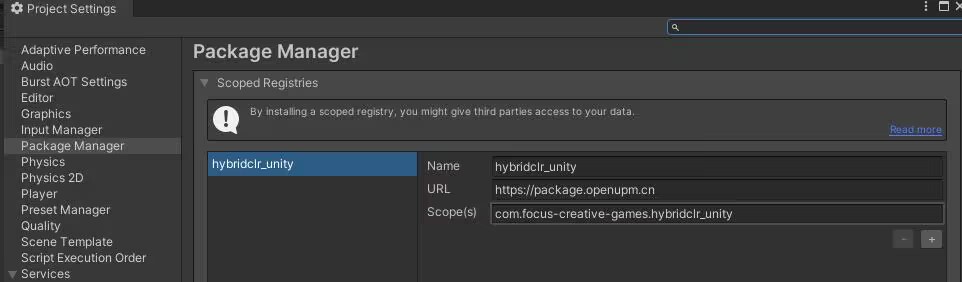 Project Settings
Adaptive Performance
Audio
Burst AOT Settings
Editor
Graphics
Input Manager
Package Manager
Physics
Physics 2D
Player
Preset Manager
Quality
Scene Template
Script Execution Order
Services
Package Manager
Scoped Registries
By installing a scoped registry, you might give third parties access to your data.
Read more
hybridclr_unity
Name hybridclr_unity
URL https://package.openupm.cn
Scope(s) com.focus-creative-games.hybridclr_unity
- +